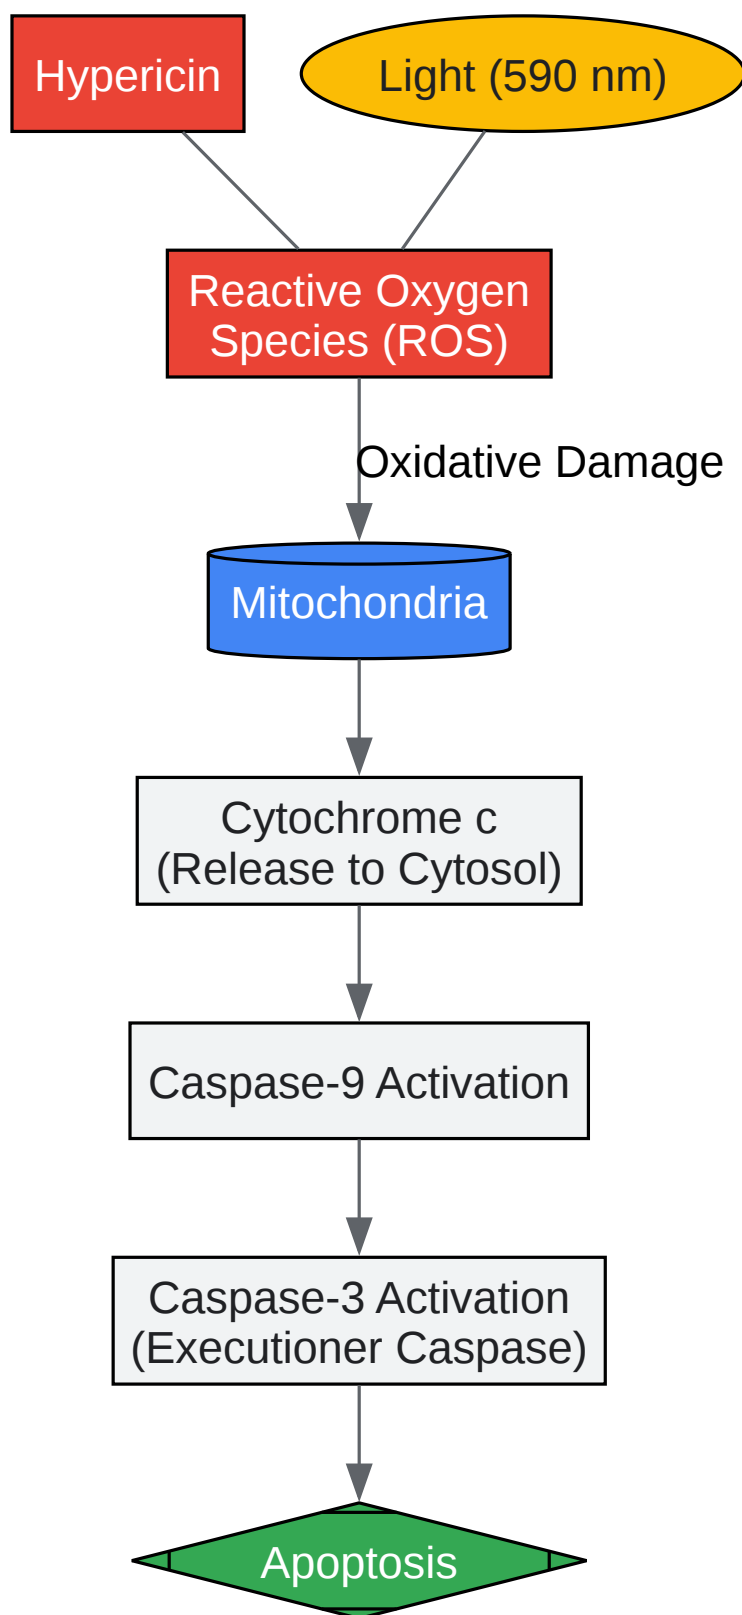 Hypericin
Light (590 nm)
Reactive Oxygen
Species (ROS)
Oxidative Damage
Mitochondria
Cytochrome c
(Release to Cytosol)
Caspase-9 Activation
Caspase-3 Activation
(Executioner Caspase)
Apoptosis